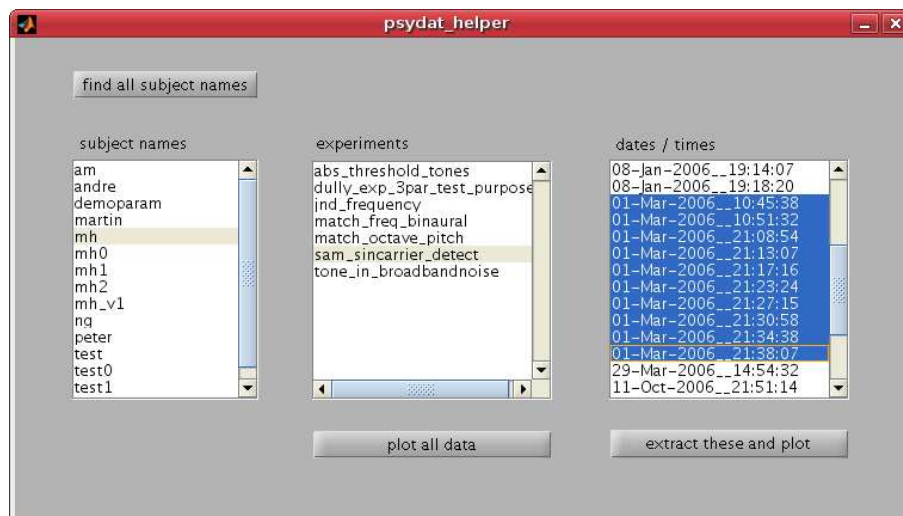 psydat_helper
find all subject names
subject names
am
andre
demoparam
martin
mh
mh0
mh1
mh2
mh_v1
ng
peter
test
test0
test1
experiments
abs_threshold_tones
dully_exp_3par_test_purpose
jnd_frequency
match_freq_binaural
match_octave_pitch
sam_sincarrier_detect
tone_in_broadbandnoise
plot all data
dates / times
08-Jan-2006__19:14:07
08-Jan-2006__19:18:20
01-Mar-2006__10:45:38
01-Mar-2006__10:51:32
01-Mar-2006__21:08:54
01-Mar-2006__21:13:07
01-Mar-2006__21:17:16
01-Mar-2006__21:23:24
01-Mar-2006__21:27:15
01-Mar-2006__21:30:58
01-Mar-2006__21:34:38
01-Mar-2006__21:38:07
29-Mar-2006__14:54:32
11-Oct-2006__21:51:14
extract these and plot